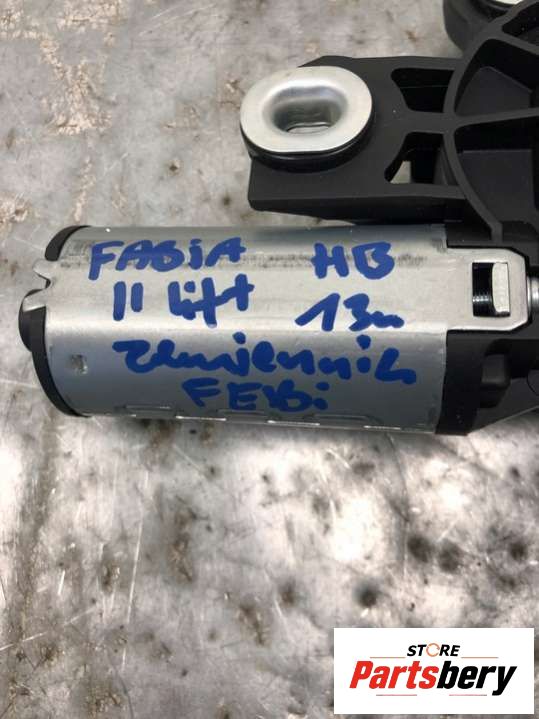 FABiA HB
II lift 13r
zamiennik
FEBi
STORE
Partsbery